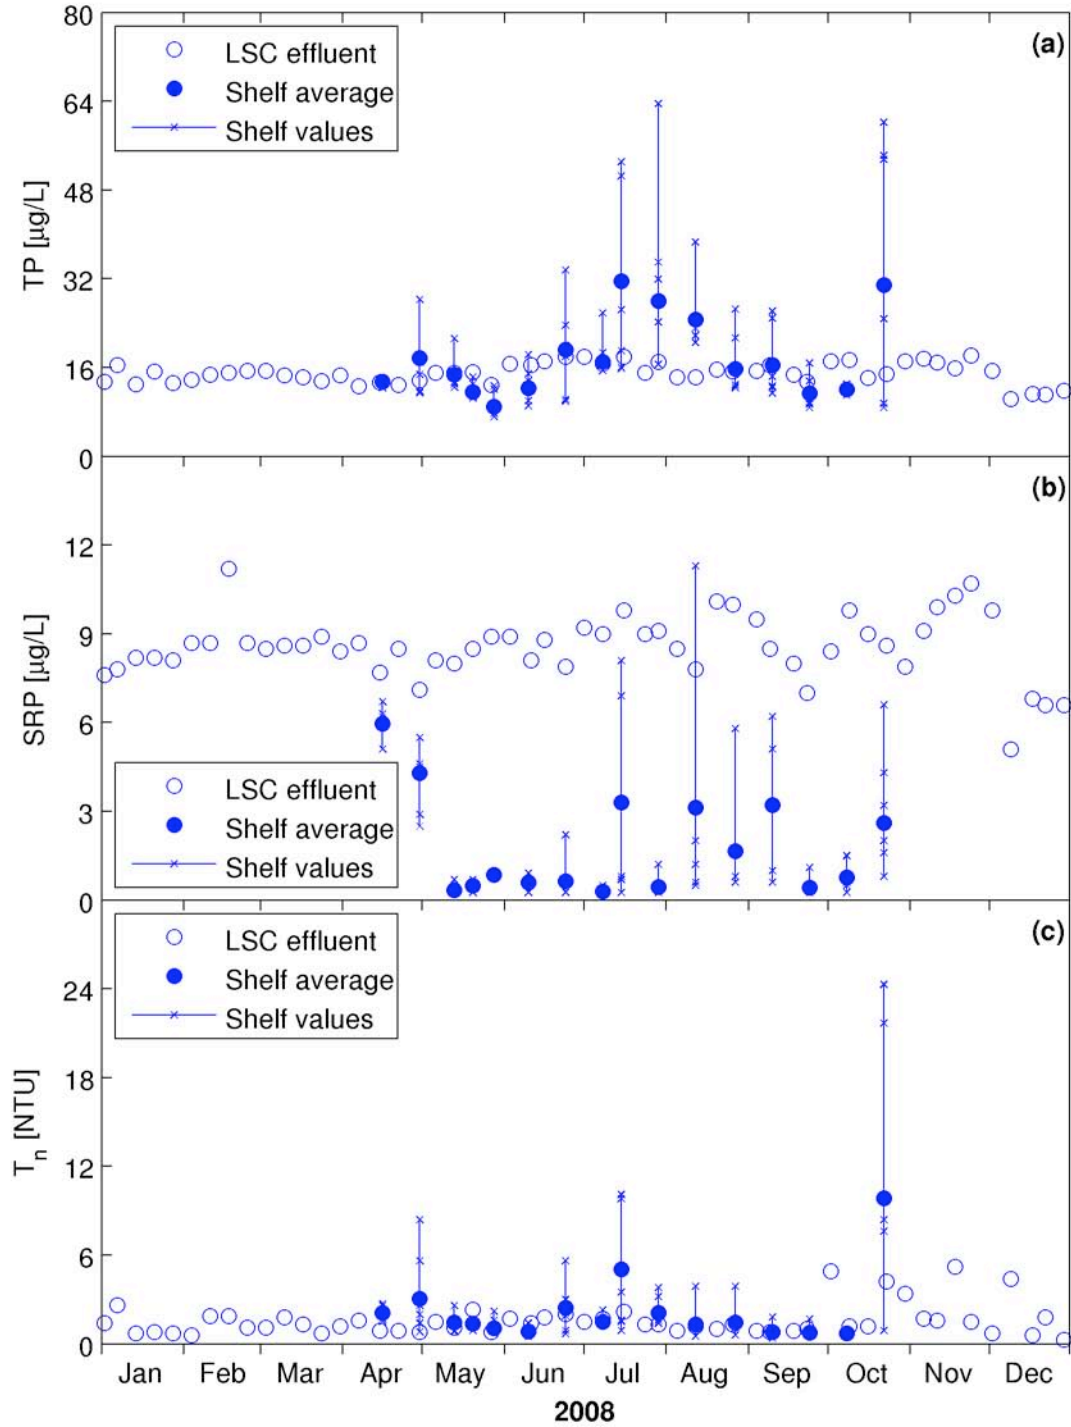 80
(a)
LSC effluent
Shelf average
Shelf values
64
48
32
16
0
TP [µg/L]
(b)
12
9
6
3
0
SRP [µg/L]
LSC effluent
Shelf average
Shelf values
(c)
LSC effluent
Shelf average
Shelf values
24
18
12
6
0
Tn [NTU]
Jan Feb Mar Apr May Jun Jul Aug Sep Oct Nov Dec
2008